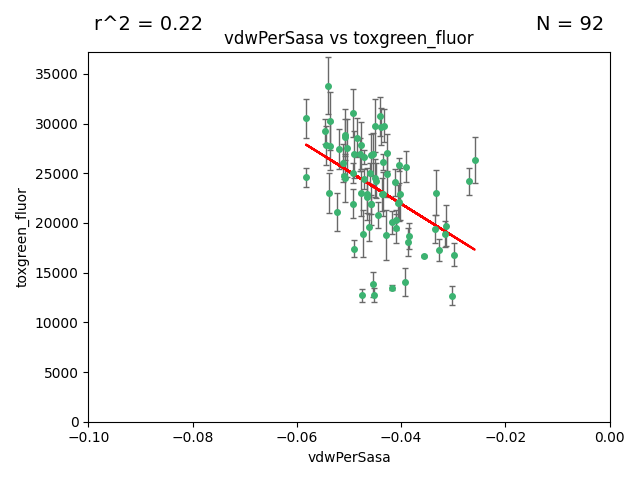 r^2 = 0.22
N = 92
vdwPerSasa vs toxgreen_fluor
35000
30000
25000
20000
15000
10000
5000
0
toxgreen_fluor
−0.10
−0.08
−0.06
−0.04
−0.02
0.00
vdwPerSasa